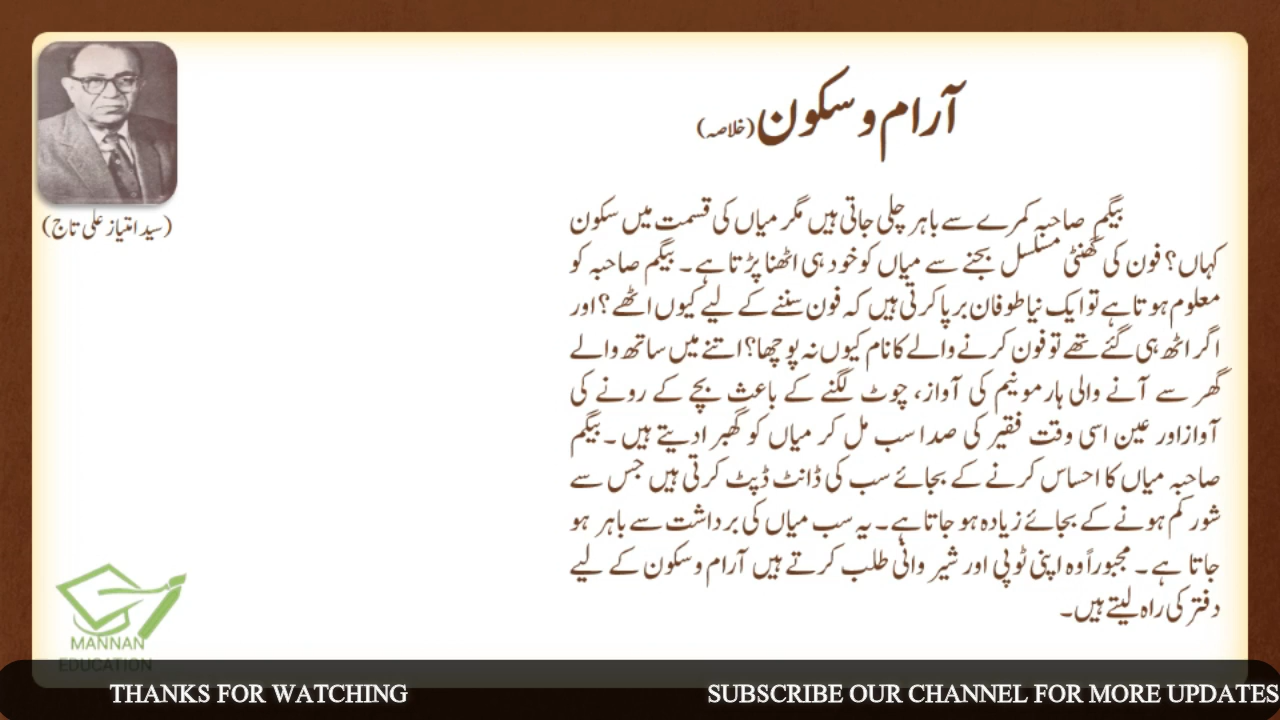 آرام و سکون (خلاصہ)
(سید امتیاز علی تاج)
بیگم صاحبہ کمرے سے باہر چلی جاتی ہیں مگر میاں کی قسمت میں سکون
کہاں؟ فون کی گھنٹی مسلسل بجنے سے میاں کو خود ہی اٹھنا پڑتا ہے۔ بیگم صاحبہ کو
معلوم ہوتا ہے تو ایک نیا طوفان برپا کرتی ہیں کہ فون سننے کے لیے کیوں اٹھے؟ اور
اگر اٹھ ہی گئے تھے تو فون کرنے والے کا نام کیوں نہ پوچھا؟ اتنے میں ساتھ والے
گھر سے آنے والی ہارمونیم کی آواز، چوٹ لگنے کے باعث بچے کے رونے کی
آواز اور عین اسی وقت فقیر کی صدا سب مل کر میاں کو گھبرا دیتے ہیں۔ بیگم
صاحبہ میاں کا احساس کرنے کے بجائے سب کی ڈانٹ ڈپٹ کرتی ہیں جس سے
شور کم ہونے کے بجائے زیادہ ہو جاتا ہے۔ یہ سب میاں کی برداشت سے باہر ہو
جاتا ہے۔ مجبوراً وہ اپنی ٹوپی اور شیر وانی طلب کرتے ہیں آرام و سکون کے لیے
دفتر کی راہ لیتے ہیں۔
MANNAN
EDUCATION
THANKS FOR WATCHING
SUBSCRIBE OUR CHANNEL FOR MORE UPDATES